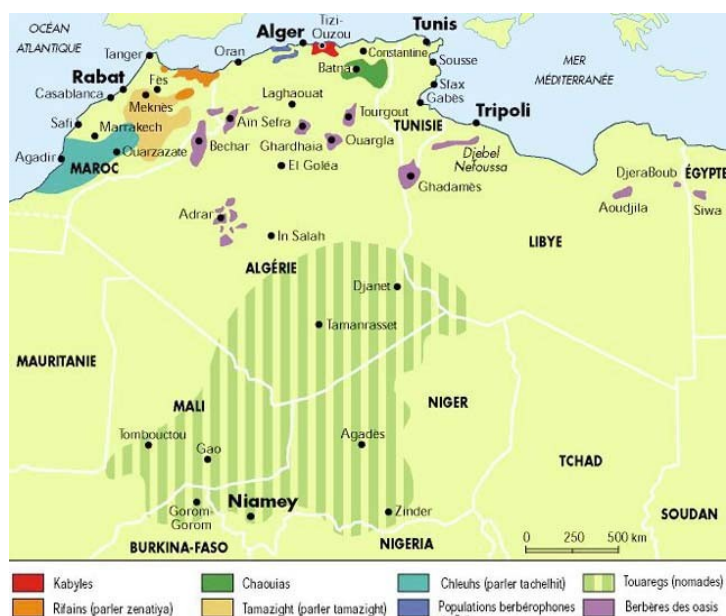 OCÉAN
ATLANTIQUE
Tanger
Rabat
Casablanca
Fès
Meknès
Safi
Marrakech
Agadir
Ouarzazate
MAROC
Oran
Alger
Tizi-
Ouzou
Constantine
Batna
Laghaouat
Aïn Sefra
Bechar
Ghardhaia
Tourgout
Ouargla
El Goléa
Adrar
In Salah
ALGÉRIE
Djanet
Tamanrasset
Tunis
Sousse
Sfax
Gabès
TUNISIE
Tripoli
MER
MÉDITERRANÉE
Djebel
Nefoussa
Ghadamès
LIBYE
DjeraBoub
ÉGYPTE
Aoudjila
Siwa
MAURITANIE
MALI
Tombouctou
Gao
Gorom-
Gorom
Niamey
BURKINA-FASO
NIGER
Agadès
Zinder
NIGERIA
TCHAD
SOUDAN
0 250 500 km
Kabyles
Chaouias
Chleuhs (parler tachelhit)
Touaregs (nomades)
Rifains (parler zenatiya)
Tamazight (parler tamazight)
Populations berbérophones
Berbères des oasis